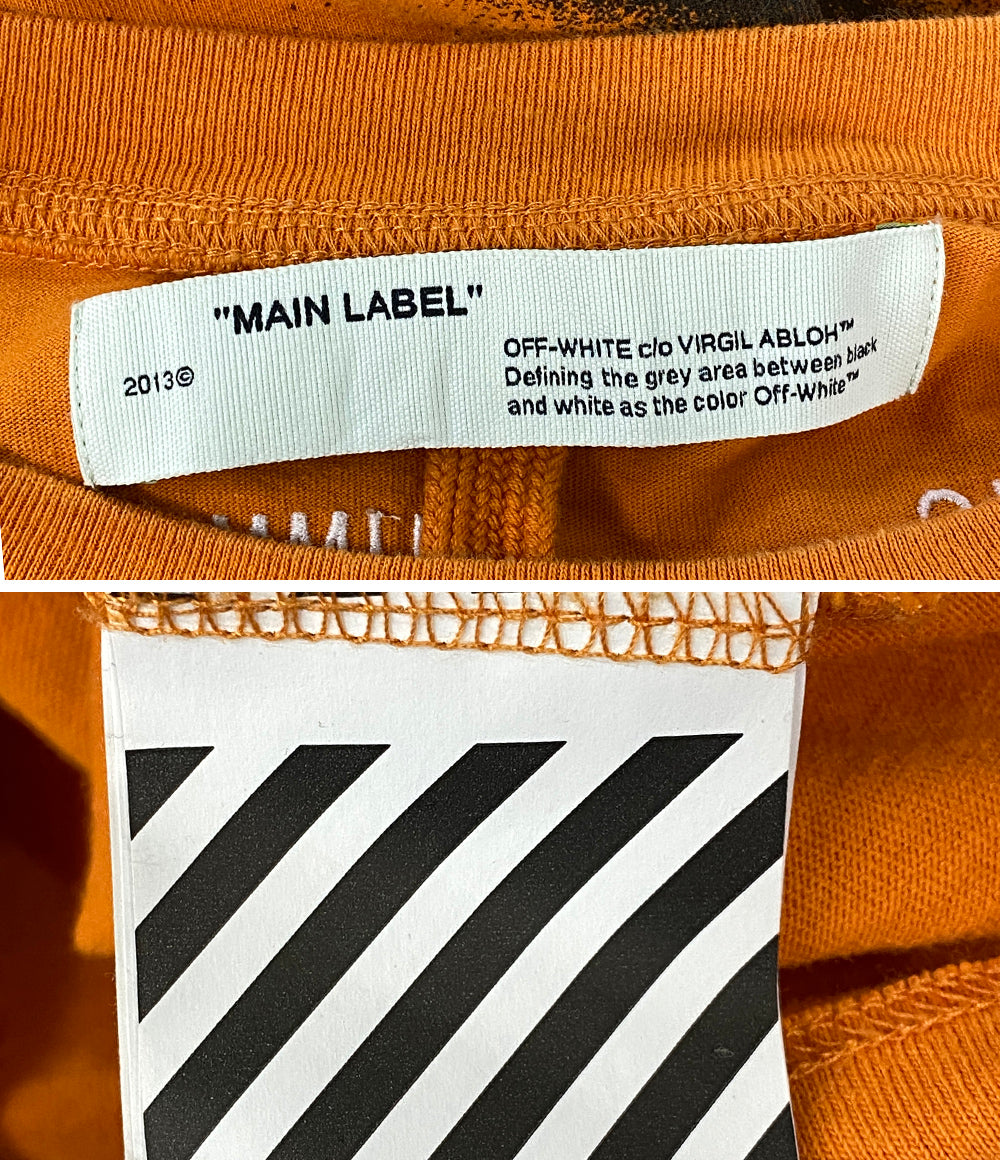 "MAIN LABEL"
2013©
OFF-WHITE c/o VIRGIL ABLOH™
Defining the grey area between black
and white as the color Off-White™